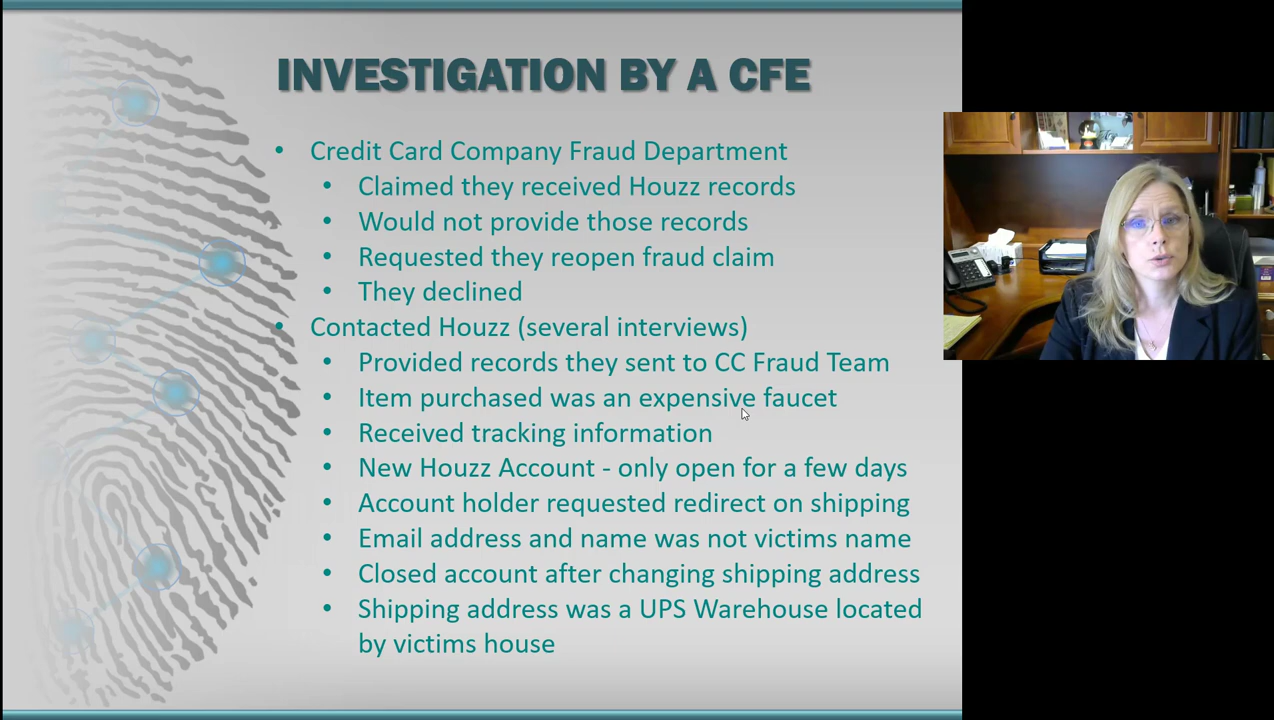 INVESTIGATION BY A CFE
• Credit Card Company Fraud Department
• Claimed they received Houzz records
• Would not provide those records
• Requested they reopen fraud claim
• They declined
• Contacted Houzz (several interviews)
• Provided records they sent to CC Fraud Team
• Item purchased was an expensive faucet
• Received tracking information
• New Houzz Account - only open for a few days
• Account holder requested redirect on shipping
• Email address and name was not victims name
• Closed account after changing shipping address
• Shipping address was a UPS Warehouse located
by victims house